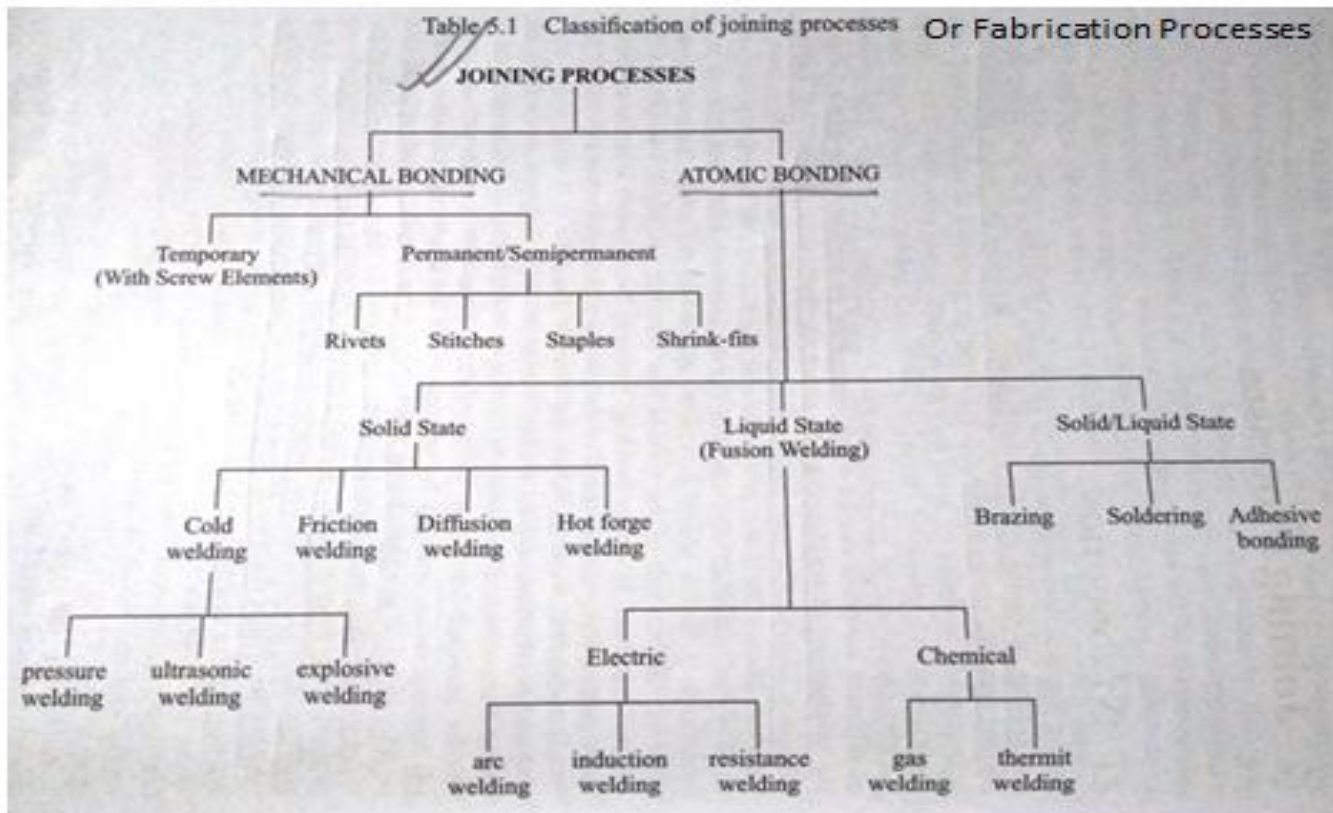 Table 5.1 Classification of joining processes Or Fabrication Processes
JOINING PROCESSES
MECHANICAL BONDING ATOMIC BONDING
Temporary
(With Screw Elements)
Permanent/Semipermanent
Rivets Stitches Staples Shrink-fits
Solid State
Liquid State
(Fusion Welding)
Solid/Liquid State
Cold
welding
Friction
welding
Diffusion
welding
Hot forge
welding
Brazing Soldering Adhesive
bonding
pressure
welding
ultrasonic
welding
explosive
welding
Electric Chemical
arc
welding
induction
welding
resistance
welding
gas
welding
thermit
welding